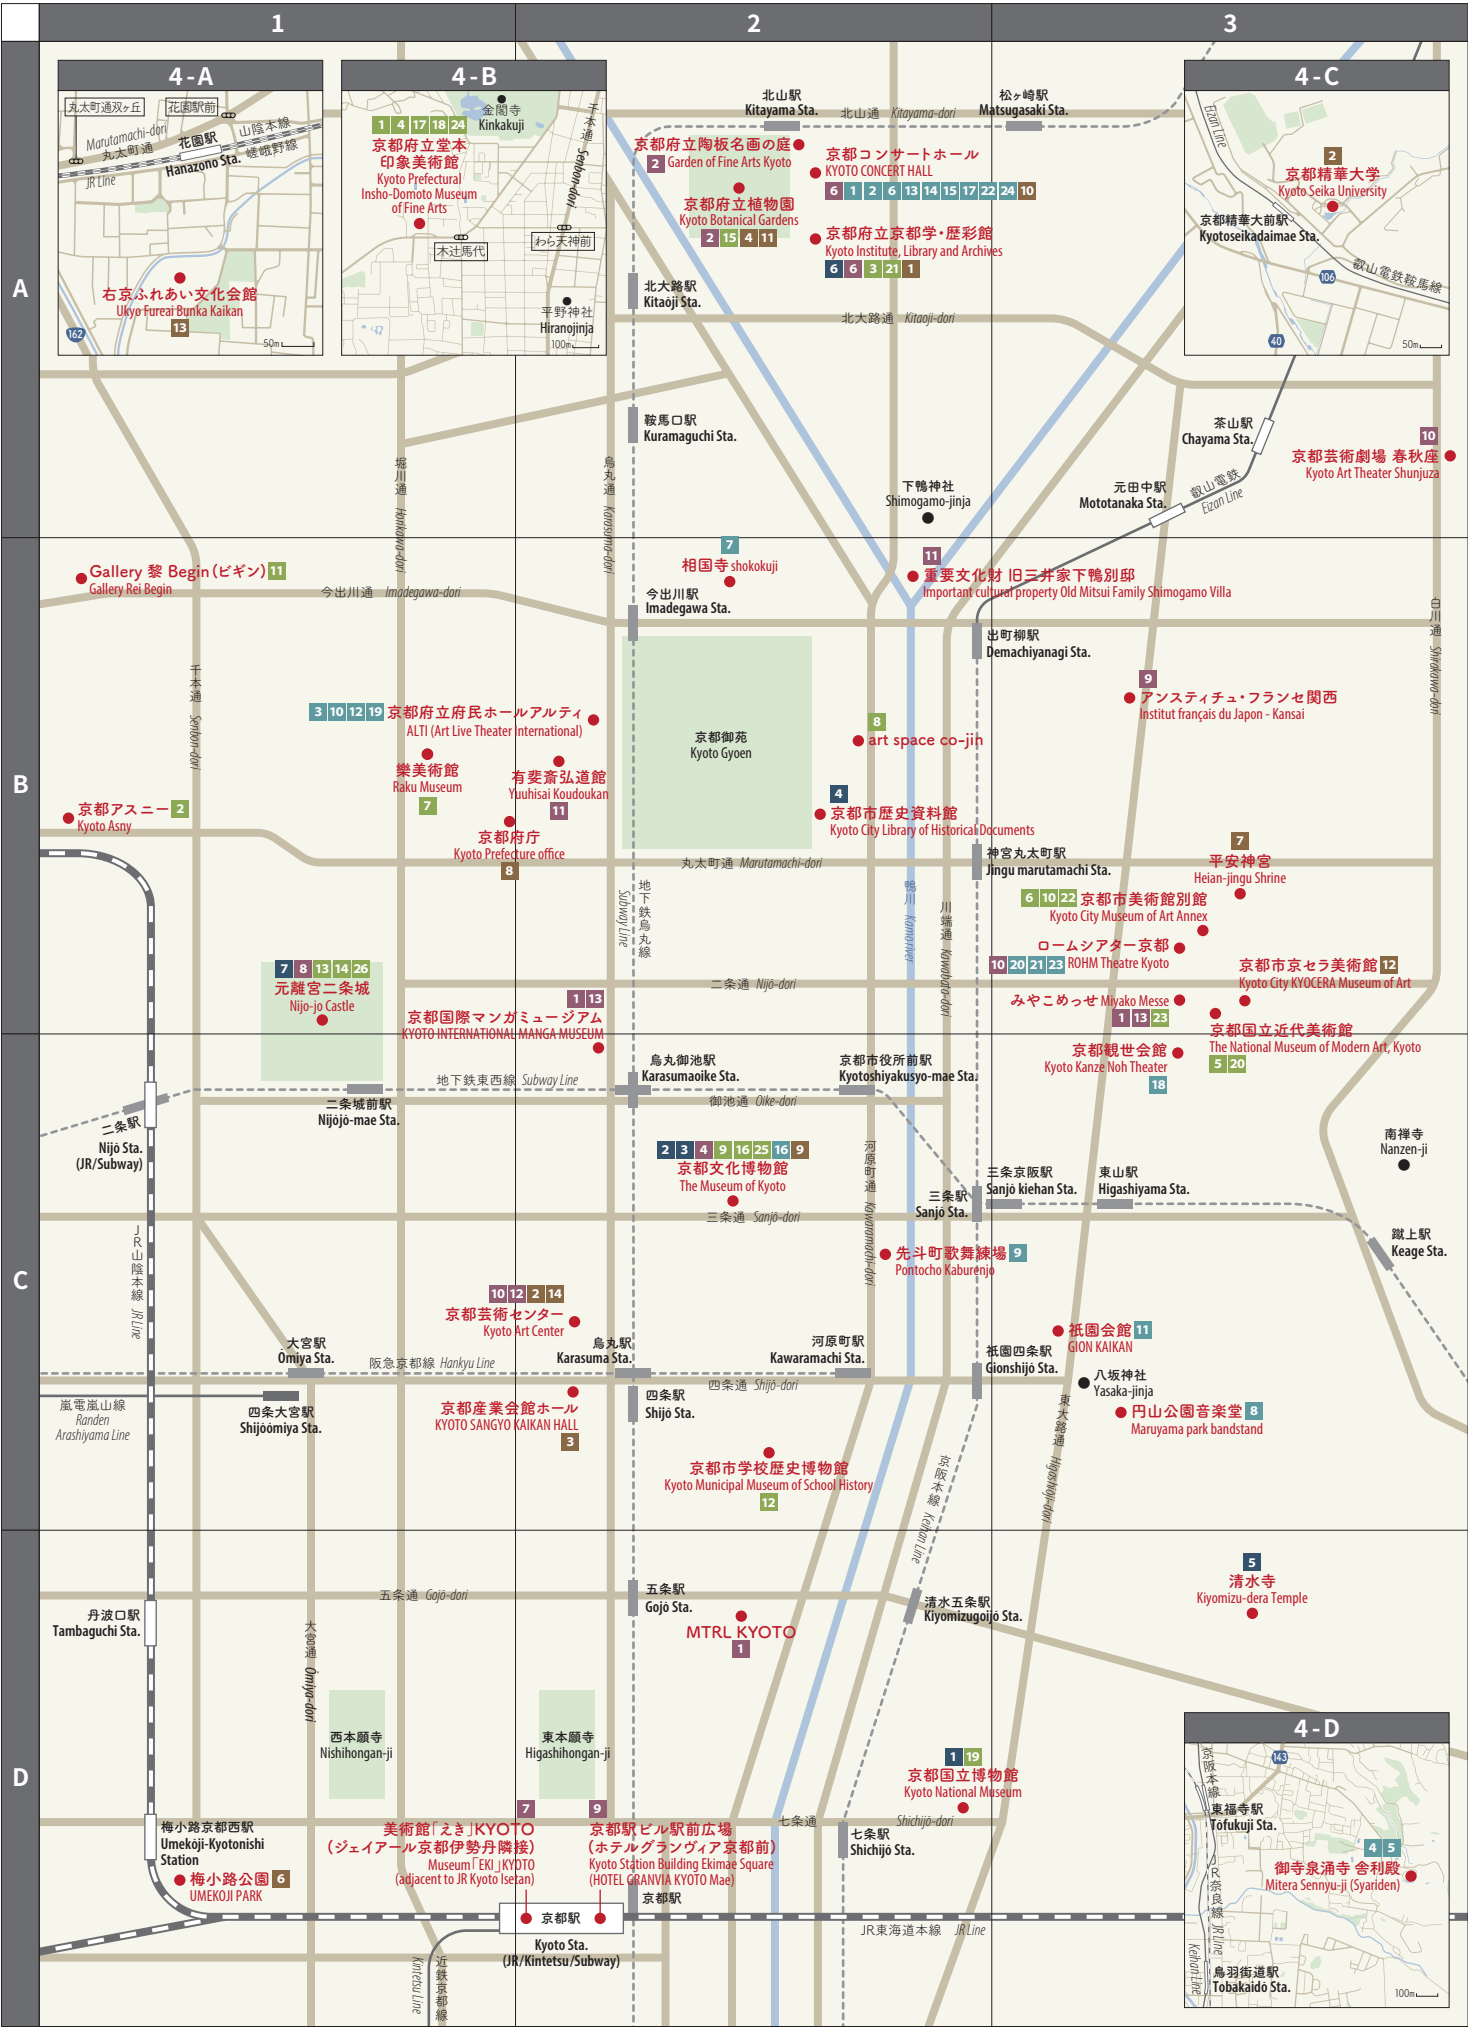 1
2
3
A
B
C
D
4-A
丸太町通双ヶ丘
花園駅前
Marutamachi-dori
丸太町通
花園駅
Hanazono Sta.
山陰本線
嵯峨野線
JR Line
右京ふれあい文化会館
Ukyo Fureai Bunka Kaikan
13
162
50m
4-B
金閣寺
Kinkakuji
千本通 Senbon-dori
1 4 17 18 24
京都府立堂本
印象美術館
Kyoto Prefectural
Insho-Domoto Museum
of Fine Arts
木辻馬代
わら天神前
平野神社
Hiranojinja
100m
4-C
Eizan Line
2
京都精華大学
Kyoto Seika University
京都精華大前駅
Kyotoseikadaimae Sta.
106
叡山電鉄鞍馬線
40
50m
北山駅
Kitayama Sta.
北山通 Kitayama-dori
松ヶ崎駅
Matsugasaki Sta.
京都府立陶板名画の庭
2 Garden of Fine Arts Kyoto
京都コンサートホール
KYOTO CONCERT HALL
6 1 2 6 13 14 15 17 22 24 10
京都府立植物園
Kyoto Botanical Gardens
2 15 4 11
京都府立京都学・歴彩館
Kyoto Institute, Library and Archives
6 6 3 21 1
北大路駅
Kitaōji Sta.
北大路通 Kitaoji-dori
鞍馬口駅
Kuramaguchi Sta.
茶山駅
Chayama Sta.
10
京都芸術劇場 春秋座
Kyoto Art Theater Shunjuza
堀川通 Horikawa-dori
烏丸通 Karasuma-dori
下鴨神社
Shimogamo-jinja
元田中駅
Mototanaka Sta.
叡山電鉄
Eizan Line
Gallery 黎 Begin（ビギン） 11
Gallery Rei Begin
7
相国寺 shokokuji
11
重要文化財 旧三井家下鴨別邸
Important cultural property Old Mitsui Family Shimogamo Villa
今出川通 Imadegawa-dori
今出川駅
Imadegawa Sta.
出町柳駅
Demachiyanagi Sta.
白川通 Shirakawa-dori
千本通 Senbon-dori
9
アンスティチュ・フランセ関西
Institut français du Japon - Kansai
3 10 12 19 京都府立府民ホールアルティ
ALTI (Art Live Theater International)
京都御苑
Kyoto Gyoen
8
art space co-jin
樂美術館
Raku Museum
7
有斐斎弘道館
Yuuhisai Koudoukan
11
4
京都市歴史資料館
Kyoto City Library of Historical Documents
京都アスニー 2
Kyoto Asny
京都府庁
Kyoto Prefecture office
8
丸太町通 Marutamachi-dori
神宮丸太町駅
Jingu marutamachi Sta.
7
平安神宮
Heian-jingu Shrine
地下鉄烏丸線
Subway Line
鴨川 Kamo river
川端通 Kawabata-dori
6 10 22 京都市美術館別館
Kyoto City Museum of Art Annex
ロームシアター京都
10 20 21 23 ROHM Theatre Kyoto
京都市京セラ美術館 12
Kyoto City KYOCERA Museum of Art
7 8 13 14 26
元離宮二条城
Nijo-jo Castle
二条通 Nijō-dori
みやこめっせ Miyako Messe
1 13 23
1 13
京都国際マンガミュージアム
KYOTO INTERNATIONAL MANGA MUSEUM
京都国立近代美術館
The National Museum of Modern Art, Kyoto
5 20
京都観世会館
Kyoto Kanze Noh Theater
18
烏丸御池駅
Karasumaoike Sta.
京都市役所前駅
Kyotoshiyakusyo-mae Sta.
地下鉄東西線 Subway Line
二条城前駅
Nijōjō-mae Sta.
御池通 Oike-dori
二条駅
Nijō Sta.
(JR/Subway)
2 3 4 9 16 25 16 9
京都文化博物館
The Museum of Kyoto
河原町通 Kawaramachi-dori
南禅寺
Nanzen-ji
三条京阪駅
Sanjō kiehan Sta.
東山駅
Higashiyama Sta.
三条駅
Sanjō Sta.
三条通 Sanjō-dori
JR山陰本線 JR Line
先斗町歌舞練場 9
Pontocho Kaburenjo
蹴上駅
Keage Sta.
10 12 2 14
京都芸術センター
Kyoto Art Center
祇園会館 11
GION KAIKAN
大宮駅
Ōmiya Sta.
阪急京都線 Hankyu Line
烏丸駅
Karasuma Sta.
河原町駅
Kawaramachi Sta.
祇園四条駅
Gionshijō Sta.
八坂神社
Yasaka-jinja
四条通 Shijō-dori
嵐電嵐山線
Randen
Arashiyama Line
四条大宮駅
Shijōōmiya Sta.
京都産業会館ホール
KYOTO SANGYO KAIKAN HALL
3
四条駅
Shijō Sta.
円山公園音楽堂 8
Maruyama park bandstand
東大路通 Higashiōji-dori
京阪本線 Keihan Line
京都市学校歴史博物館
Kyoto Municipal Museum of School History
12
5
清水寺
Kiyomizu-dera Temple
五条通 Gojō-dori
五条駅
Gojō Sta.
清水五条駅
Kiyomizugojō Sta.
丹波口駅
Tambaguchi Sta.
MTRL KYOTO
1
大宮通 Ōmiya-dori
西本願寺
Nishihongan-ji
東本願寺
Higashihongan-ji
1 19
京都国立博物館
Kyoto National Museum
七条通 Shichijō-dori
七条駅
Shichijō Sta.
梅小路京都西駅
Umekōji-Kyotonishi
Station
梅小路公園 6
UMEKOJI PARK
7
美術館「えき」KYOTO
（ジェイアール京都伊勢丹隣接）
Museum「EKI」KYOTO
(adjacent to JR Kyoto Isetan)
9
京都駅ビル駅前広場
（ホテルグランヴィア京都前）
Kyoto Station Building Ekimae Square
(HOTEL GRANVIA KYOTO Mae)
京都駅
京都駅
Kyoto Sta.
(JR/Kintetsu/Subway)
JR東海道本線 JR Line
Kintetsu Line
近鉄京都線
4-D
京阪本線
143
東福寺駅
Tōfukuji Sta.
4 5
御寺泉涌寺 舎利殿
Mitera Sennyu-ji (Syariden)
JR奈良線 JR Line
Keihan Line
鳥羽街道駅
Tobakaidō Sta.
100m